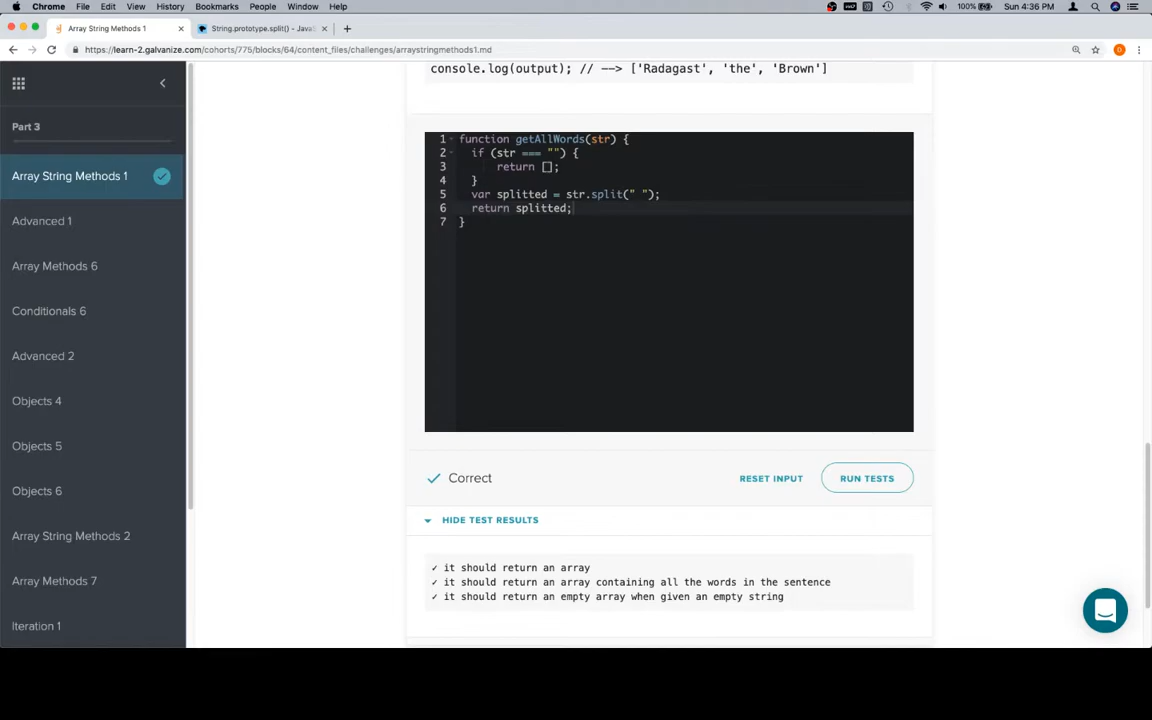 Chrome File Edit View History Bookmarks People Window Help 100% Sun 4:36 PM
Array String Methods 1 × String.prototype.split() - JavaS ×
https://learn-2.galvanize.com/cohorts/775/blocks/64/content_files/challenges/arraystringmethods1.md
Part 3
Array String Methods 1
Advanced 1
Array Methods 6
Conditionals 6
Advanced 2
Objects 4
Objects 5
Objects 6
Array String Methods 2
Array Methods 7
Iteration 1
console.log(output); // --> ['Radagast', 'the', 'Brown']
1 function getAllWords(str) {
2 if (str === "") {
3 return [];
4 }
5 var splitted = str.split(" ");
6 return splitted;
7 }
✓ Correct
RESET INPUT
RUN TESTS
HIDE TEST RESULTS
✓ it should return an array
✓ it should return an array containing all the words in the sentence
✓ it should return an empty array when given an empty string